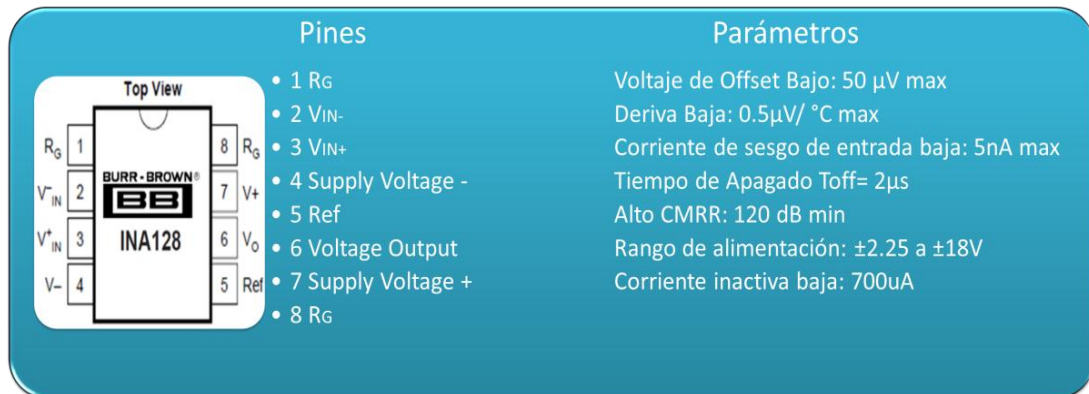 Pines
Parámetros
Top View
RG 1
8 RG
V-IN 2
BURR - BROWN®
BB
7 V+
V+IN 3
INA128
6 VO
V– 4
5 Ref
• 1 RG
• 2 VIN-
• 3 VIN+
• 4 Supply Voltage -
• 5 Ref
• 6 Voltage Output
• 7 Supply Voltage +
• 8 RG
Voltaje de Offset Bajo: 50 µV max
Deriva Baja: 0.5µV/ °C max
Corriente de sesgo de entrada baja: 5nA max
Tiempo de Apagado Toff= 2µs
Alto CMRR: 120 dB min
Rango de alimentación: ±2.25 a ±18V
Corriente inactiva baja: 700uA